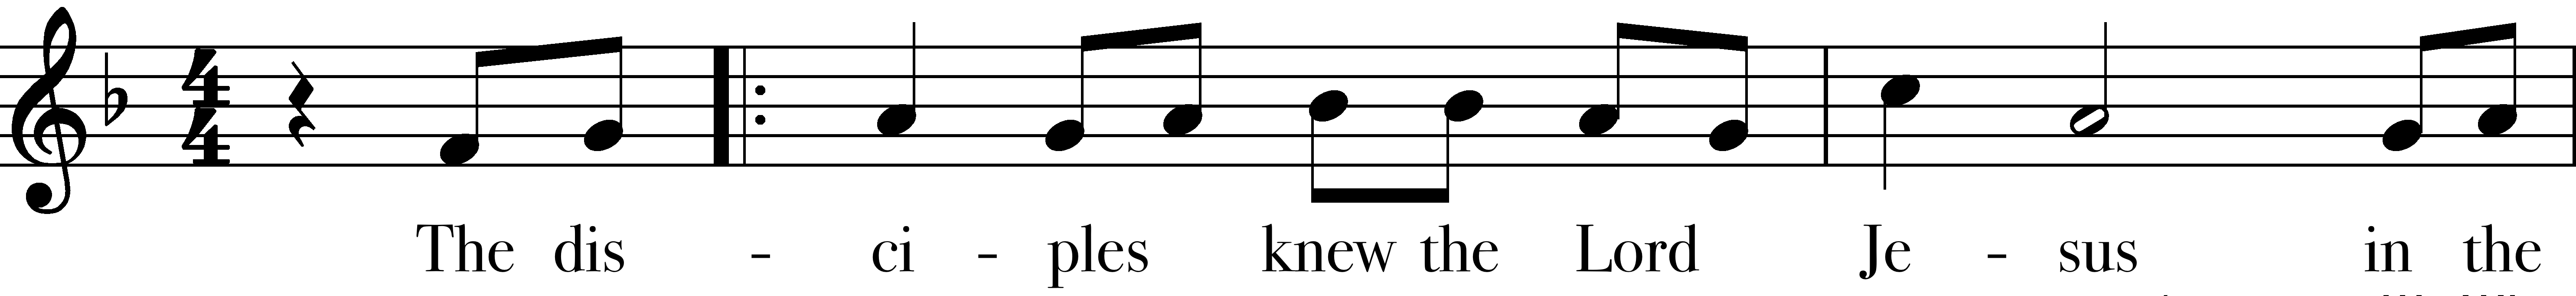 The dis - ci - ples knew the Lord Je - sus in the